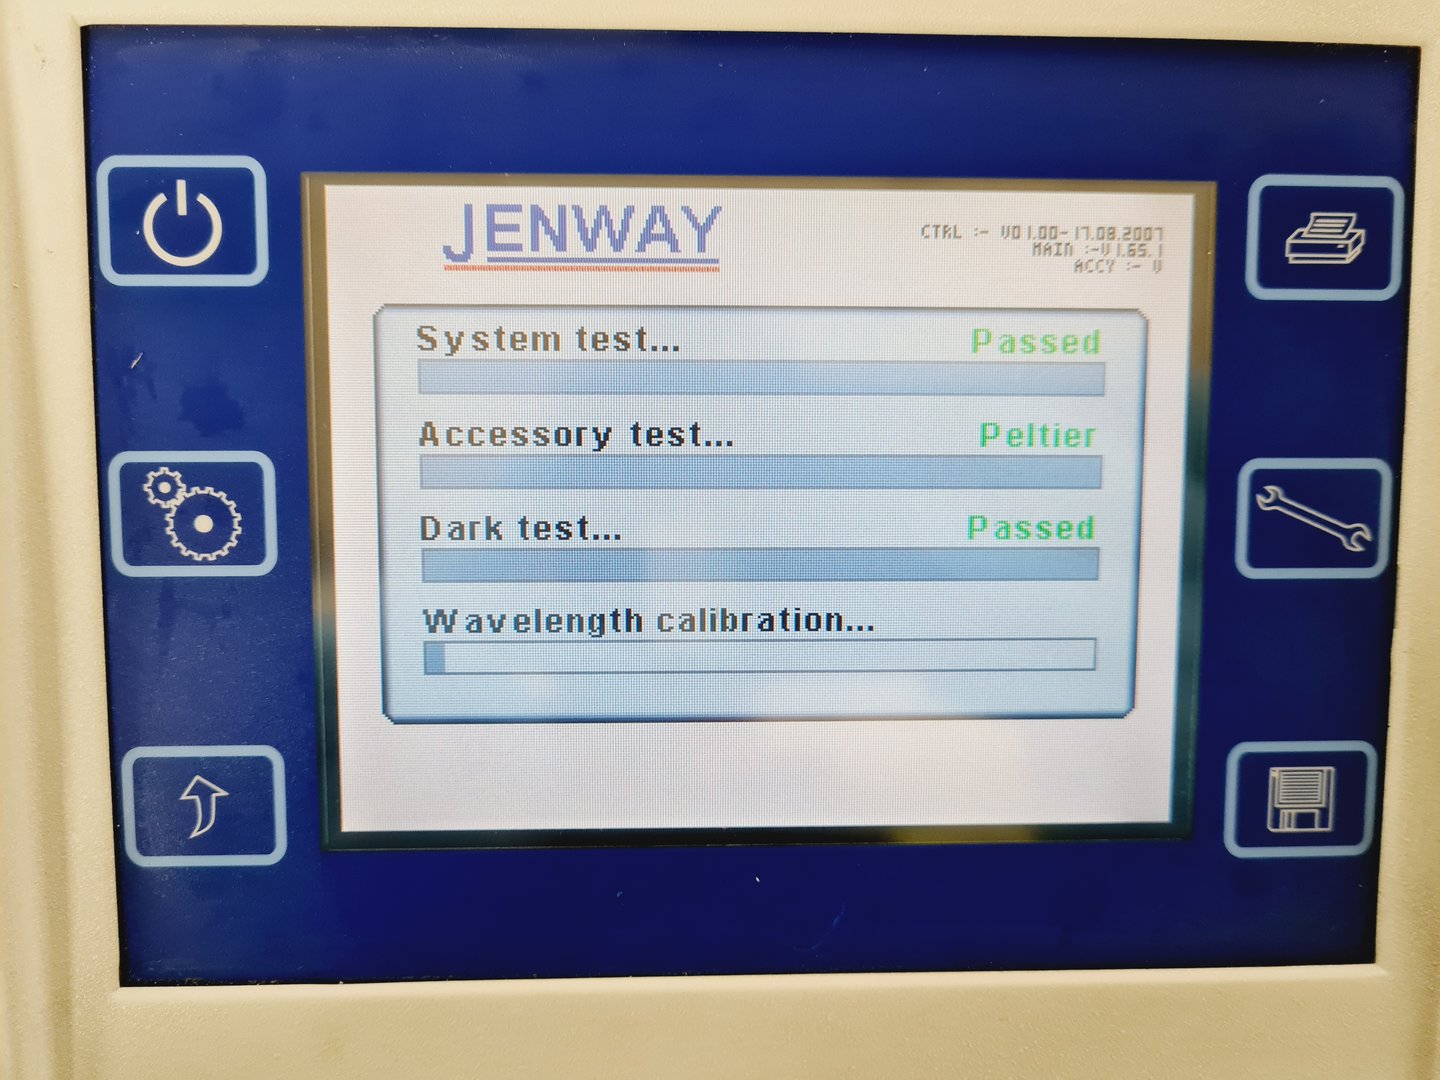 JENWAY
CTRL :- V01.00- 17.08.2007
MAIN :-V1.65.1
ACCY :- V
System test... Passed
Accessory test... Peltier
Dark test... Passed
Wavelength calibration...